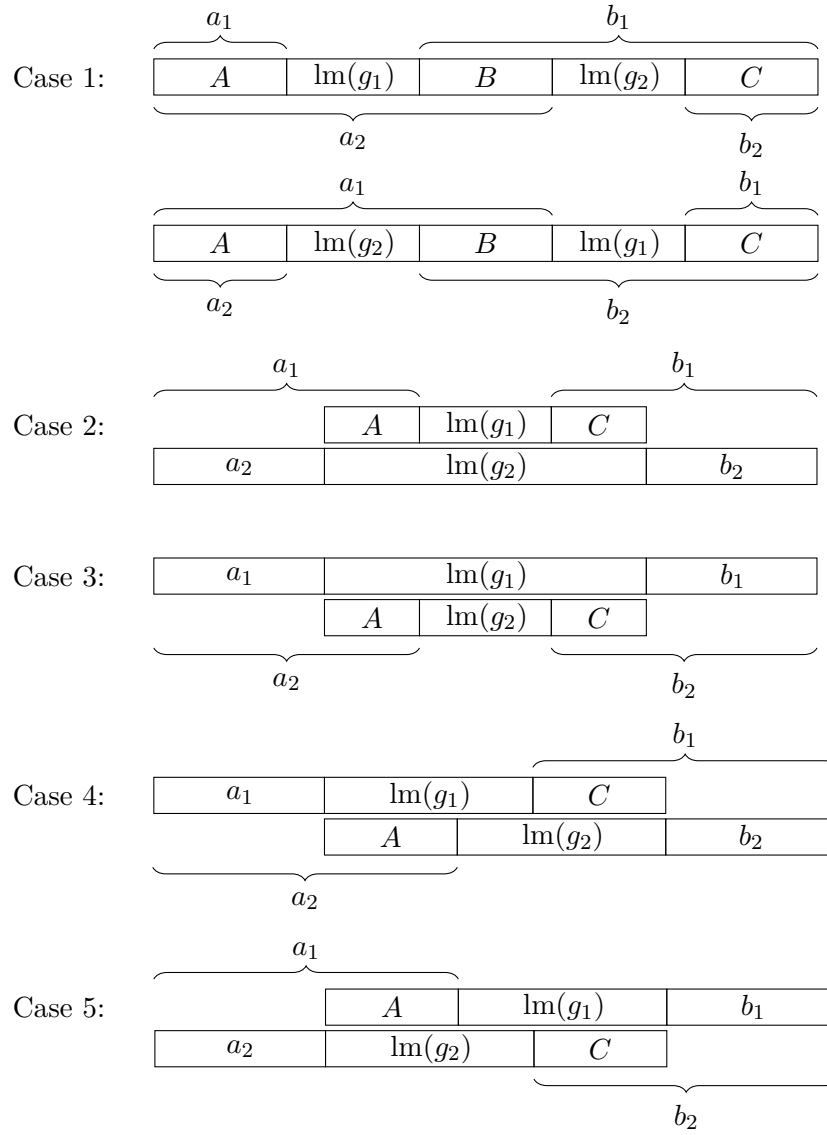 a₁ b₁
Case 1: A lm(g₁) B lm(g₂) C
a₂ b₂
a₁ b₁
A lm(g₂) B lm(g₁) C
a₂ b₂
a₁ b₁
Case 2: A lm(g₁) C
a₂ lm(g₂) b₂
Case 3: a₁ lm(g₁) b₁
A lm(g₂) C
a₂ b₂
b₁
Case 4: a₁ lm(g₁) C
A lm(g₂) b₂
a₂
a₁
Case 5: A lm(g₁) b₁
a₂ lm(g₂) C
b₂